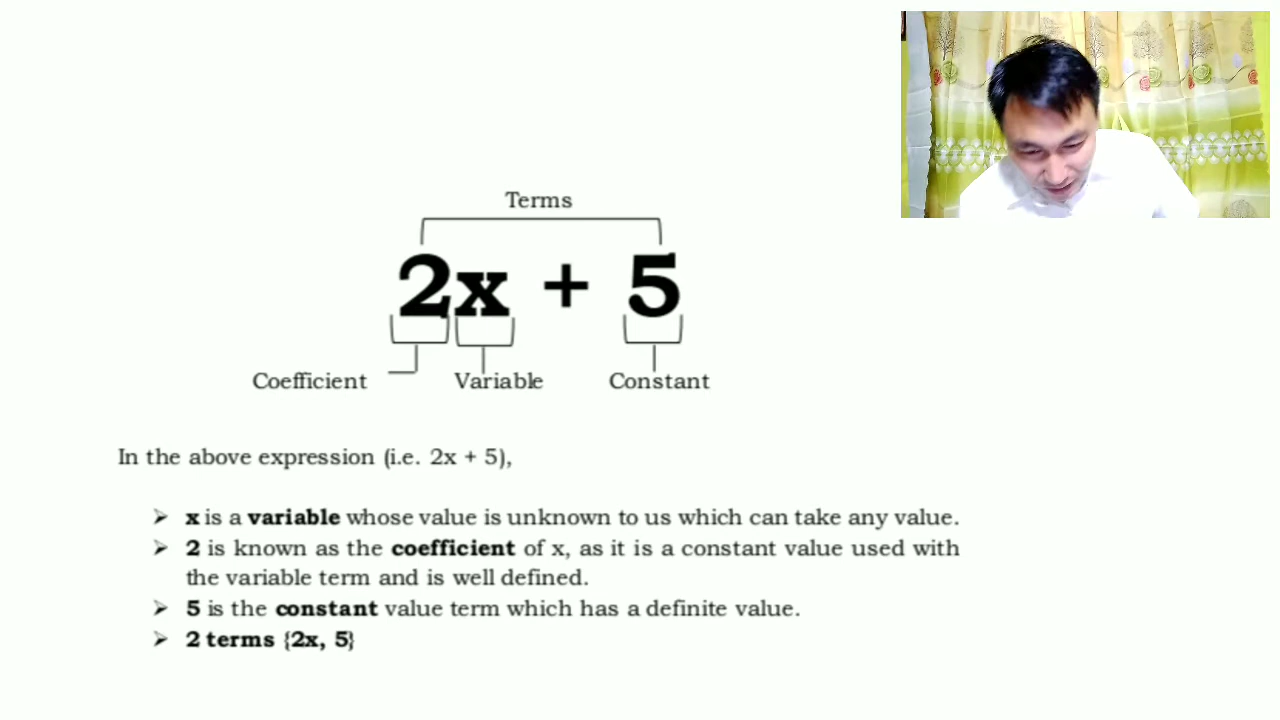 Terms
2x + 5
Coefficient Variable Constant
In the above expression (i.e. 2x + 5),
➢ x is a variable whose value is unknown to us which can take any value.
➢ 2 is known as the coefficient of x, as it is a constant value used with
the variable term and is well defined.
➢ 5 is the constant value term which has a definite value.
➢ 2 terms {2x, 5}